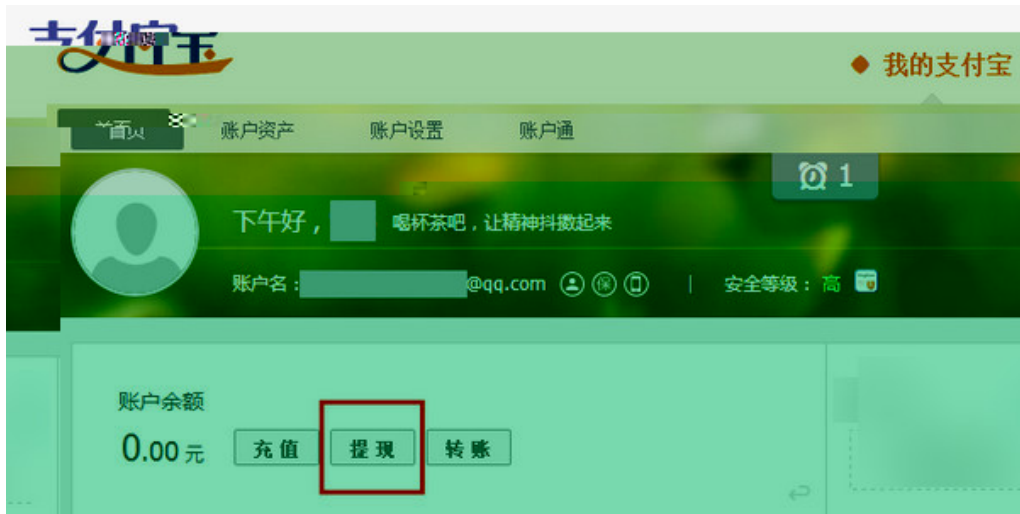 支付宝
我的支付宝
首页 账户资产 账户设置 账户通
1
下午好， 喝杯茶吧，让精神抖擞起来
账户名： @qq.com 保 | 安全等级：高
账户余额
0.00 元 充值 提现 转账